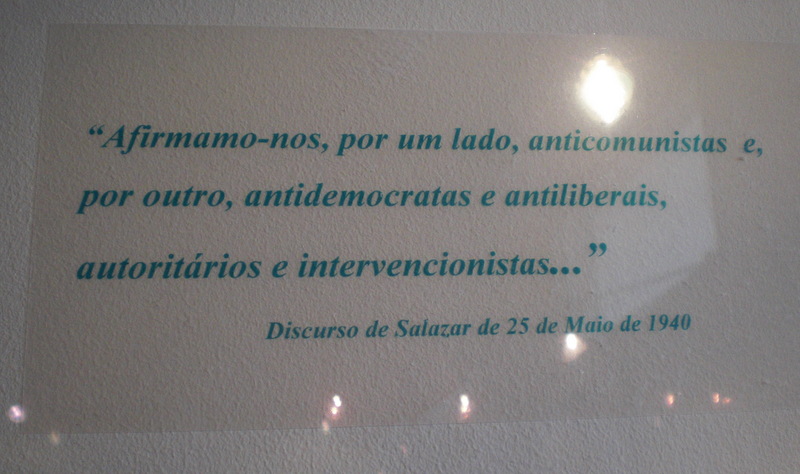 “Afirmamo-nos, por um lado, anticomunistas e,
por outro, antidemocratas e antiliberais,
autoritários e intervencionistas...”
Discurso de Salazar de 25 de Maio de 1940